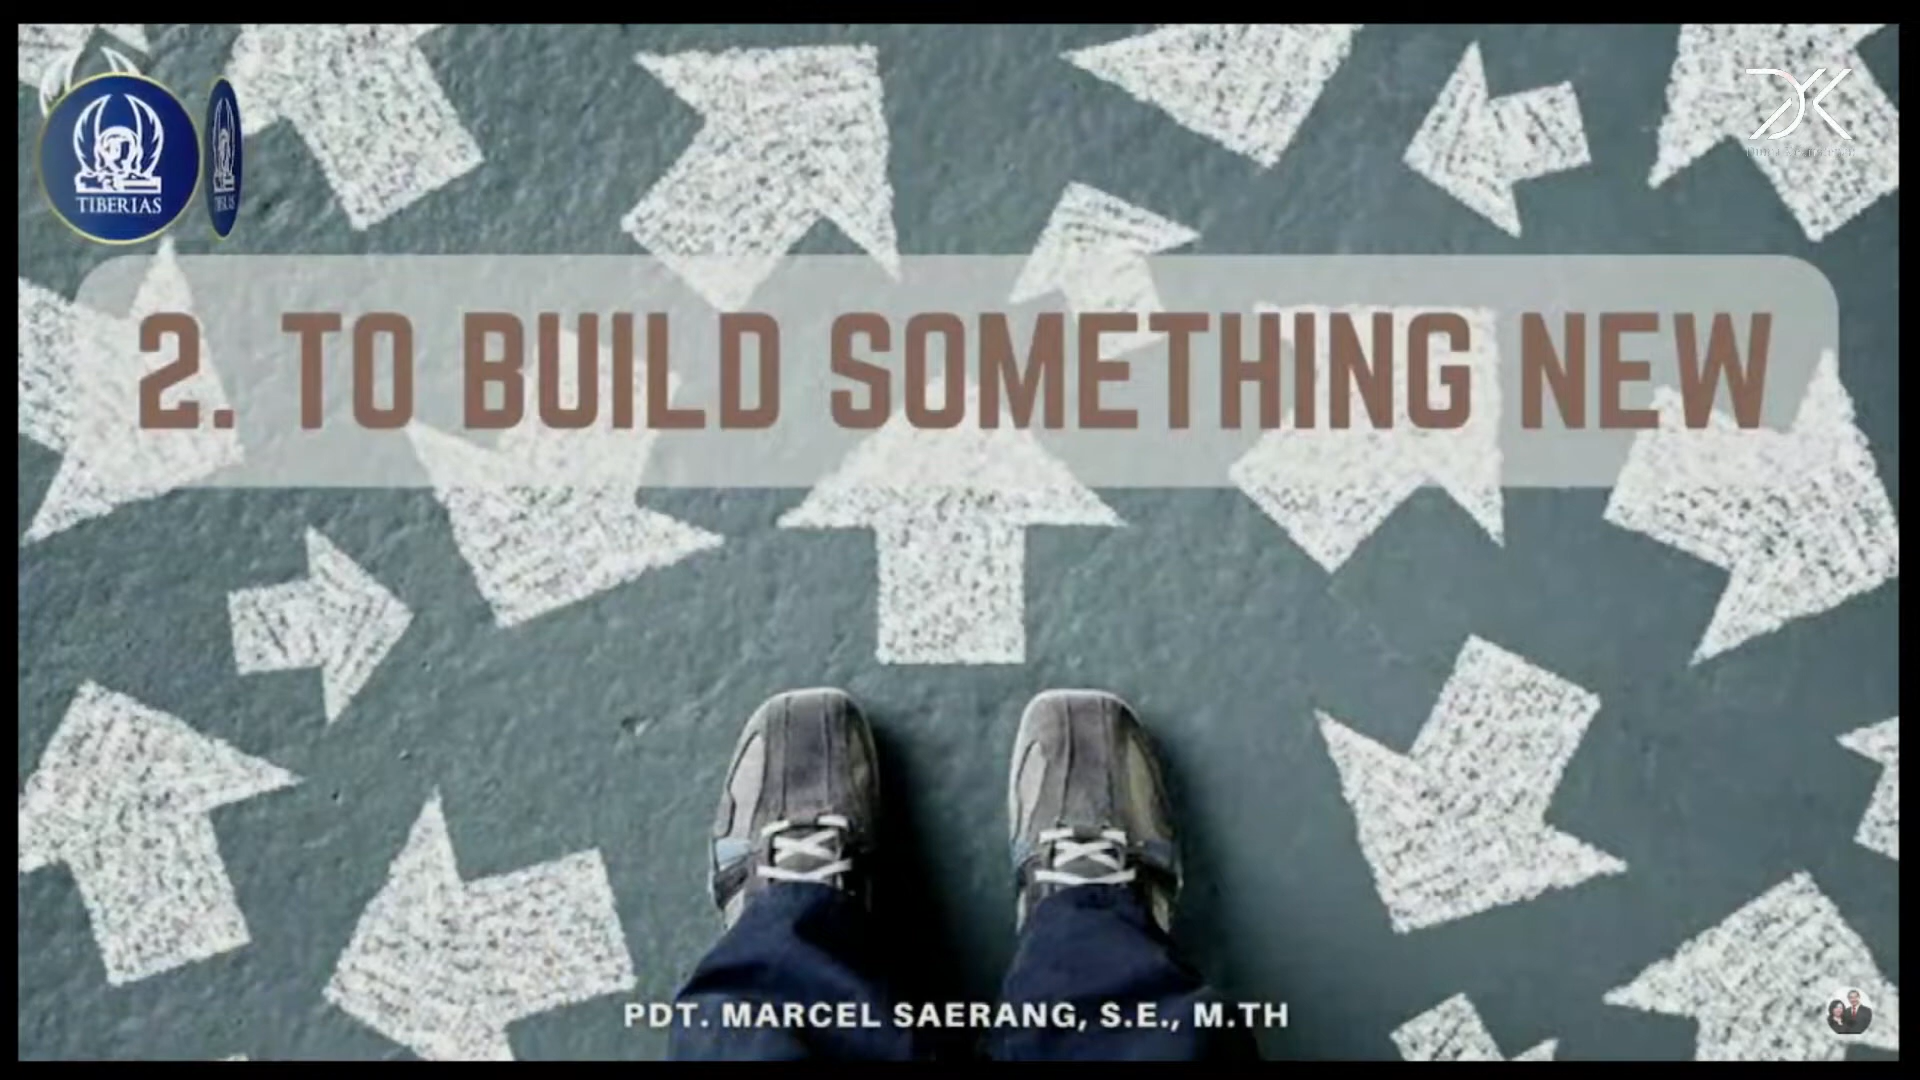 TIBERIAS
2. TO BUILD SOMETHING NEW
PDT. MARCEL SAERANG, S.E., M.TH